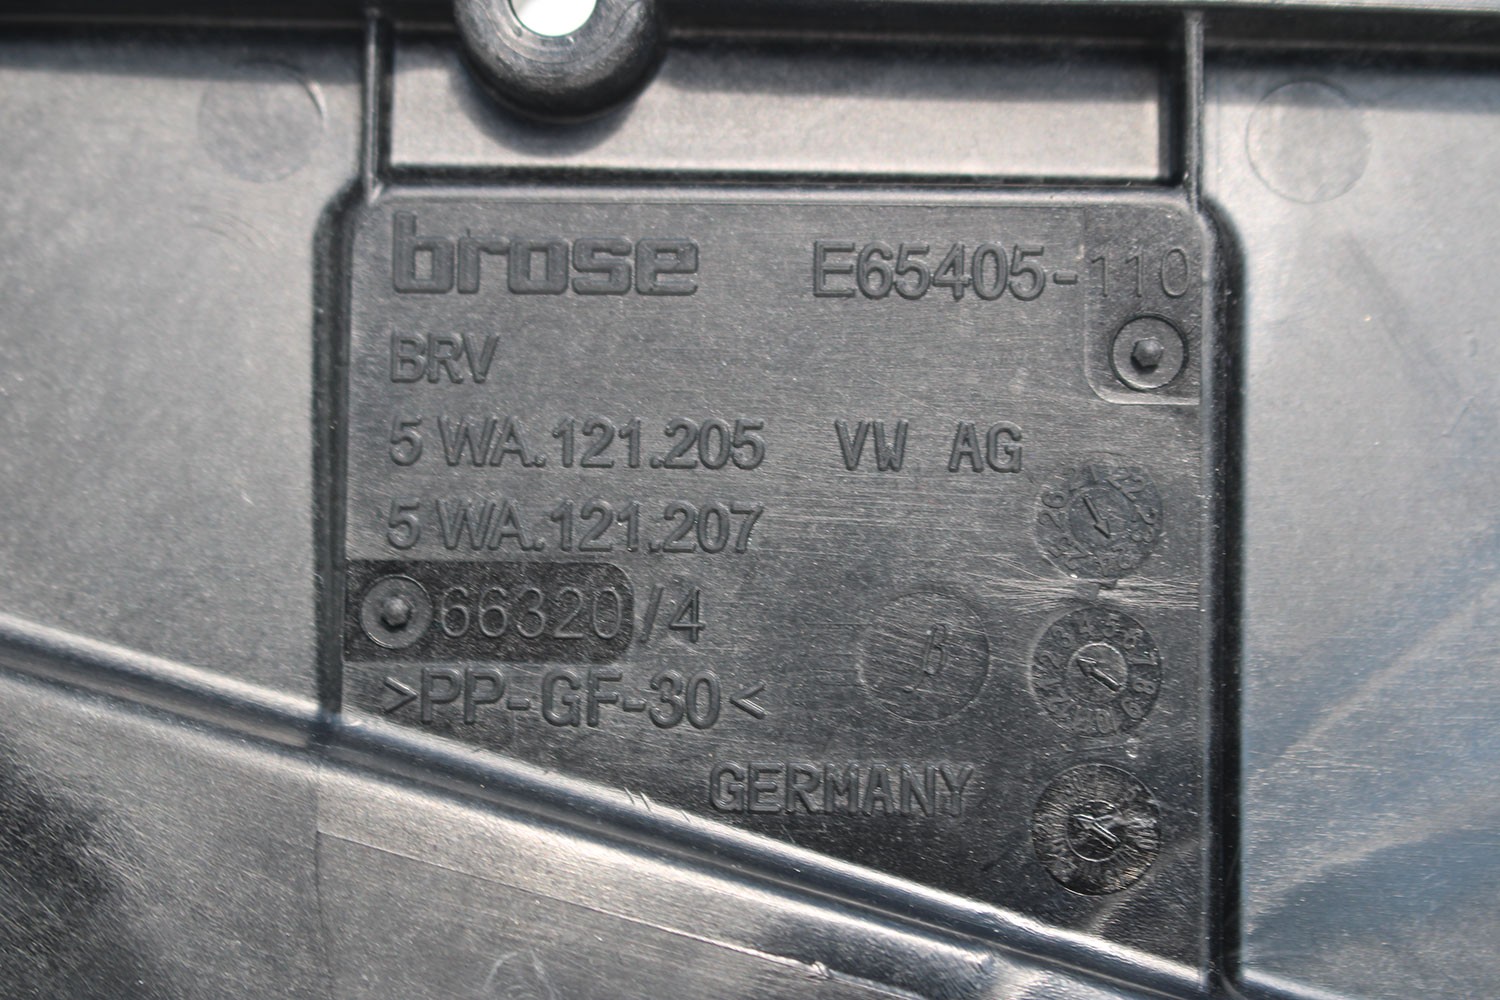 brose E65405-110
BRV
5 WA.121.205 VW AG
5 WA.121.207
66320/4
>PP-GF-30<
B
GERMANY